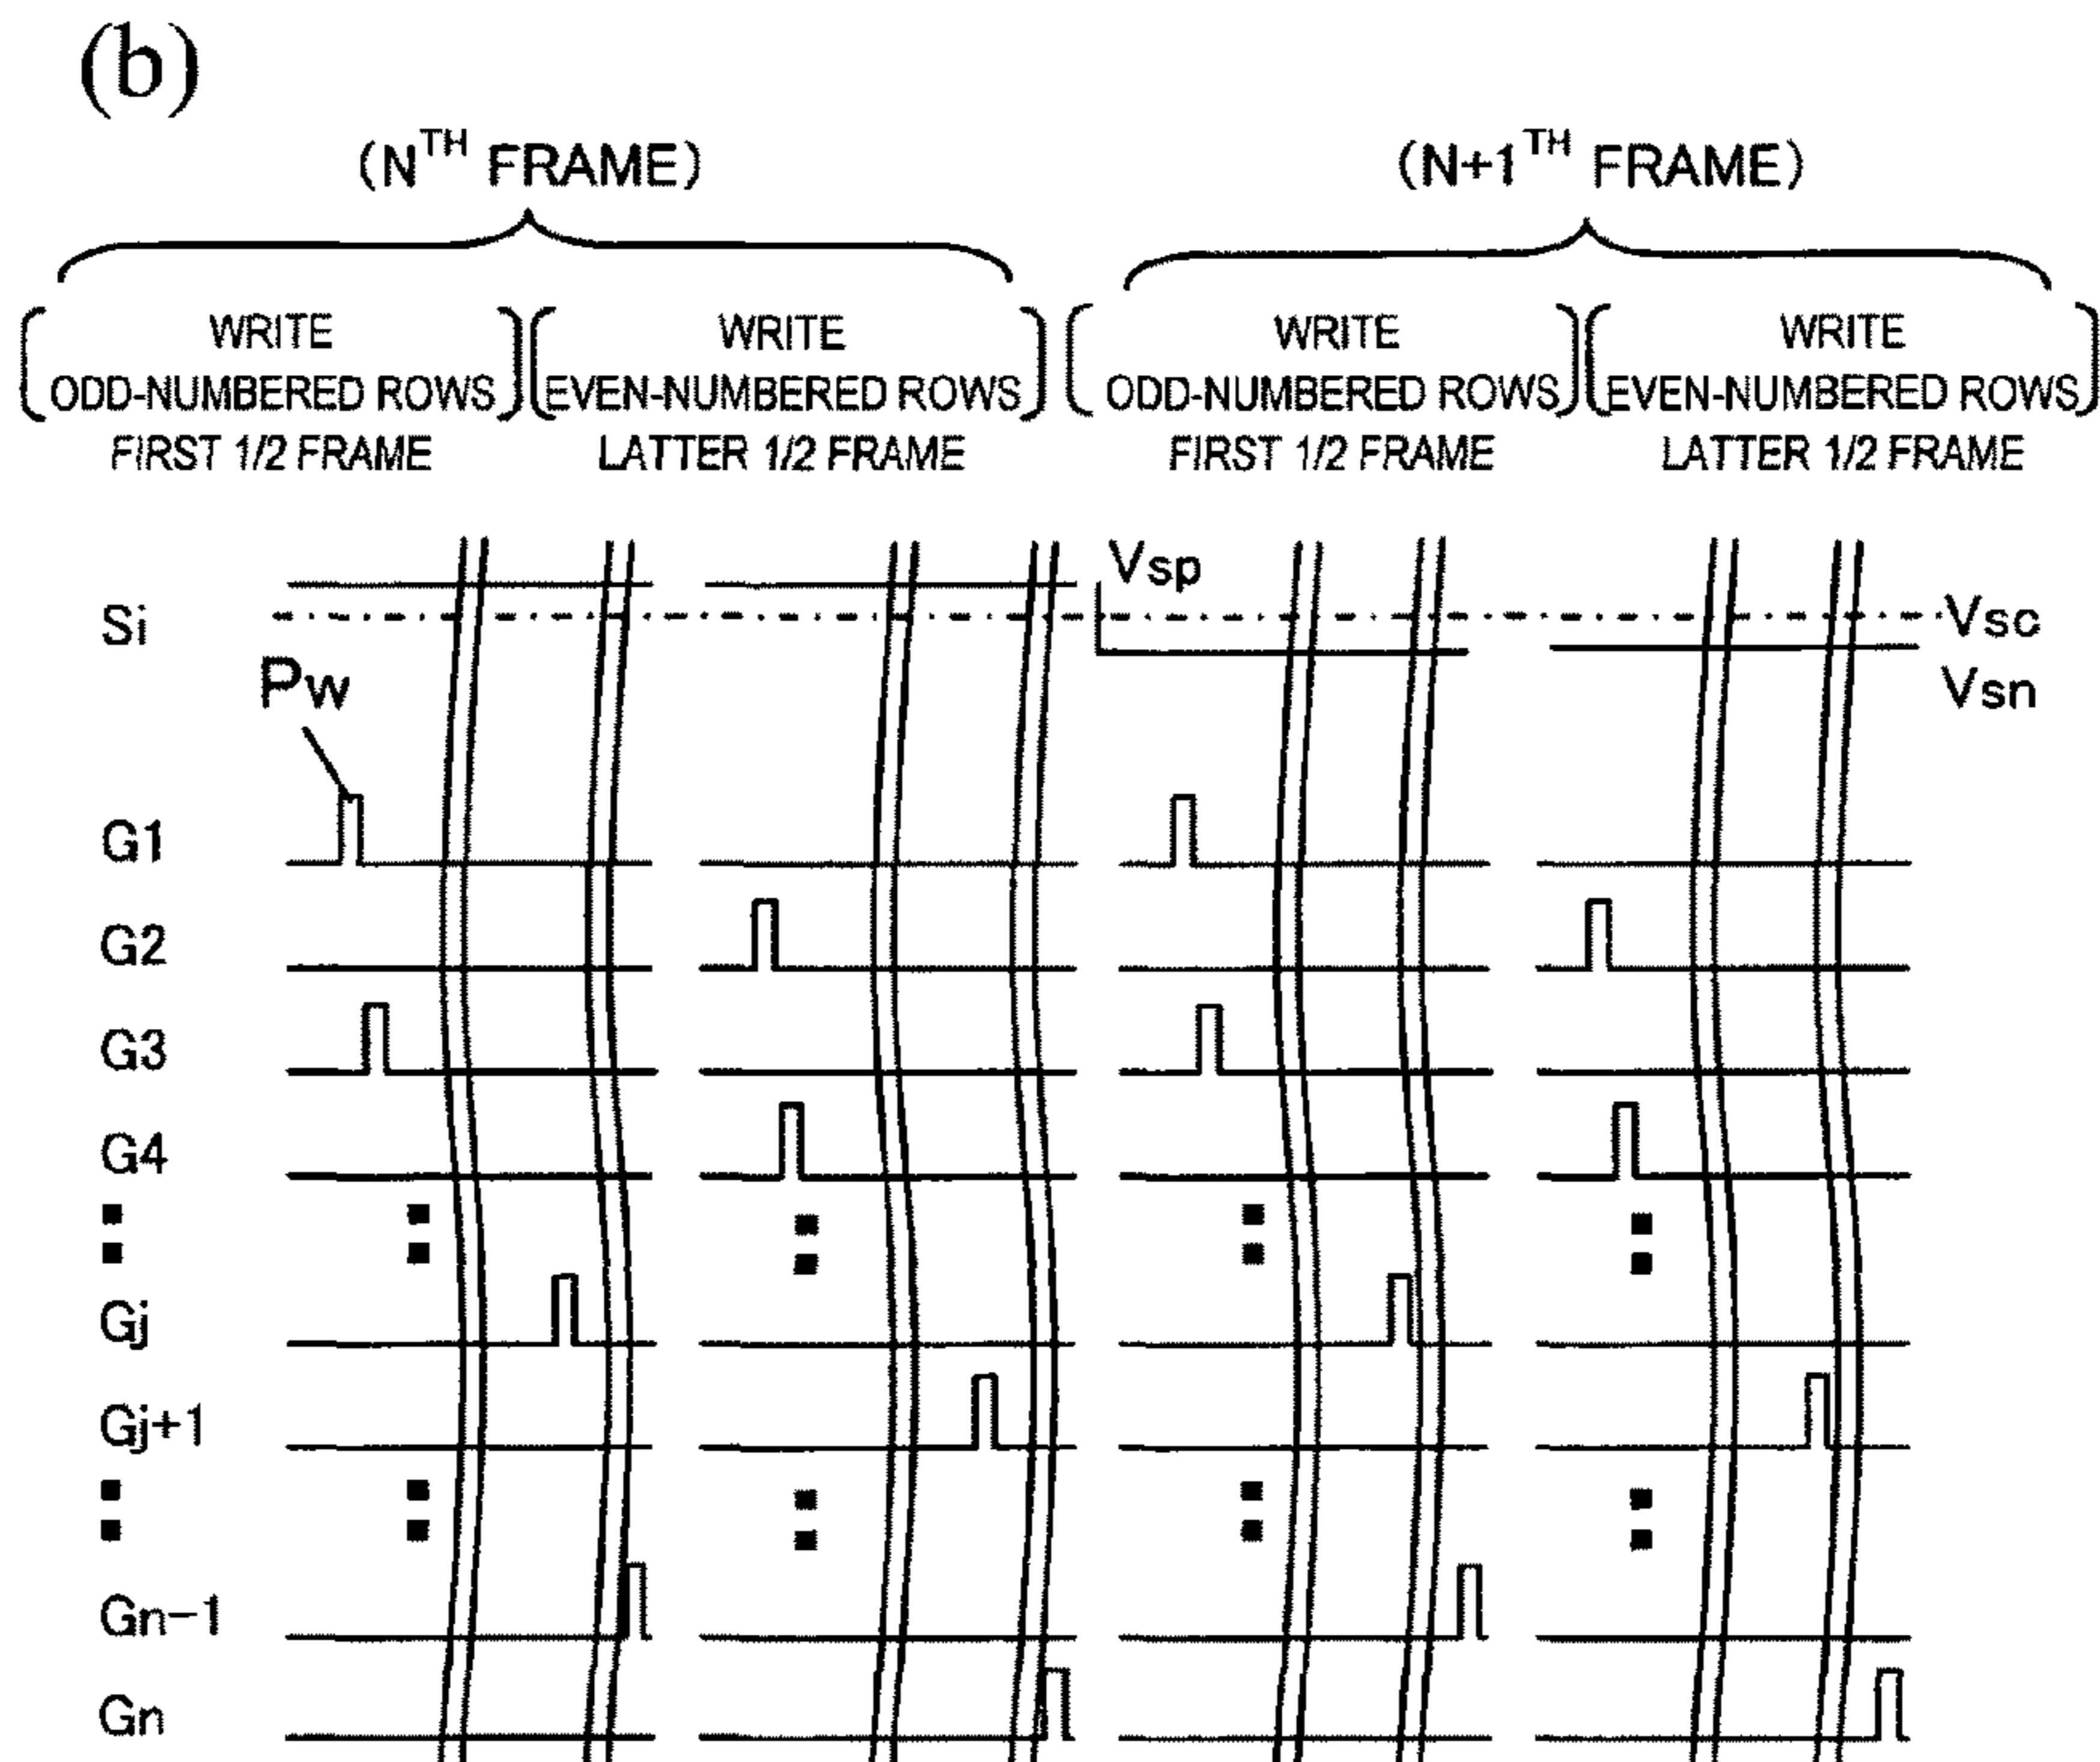 (b)
(N^TH FRAME) (N+1^TH FRAME)
WRITE WRITE WRITE WRITE
ODD-NUMBERED ROWS EVEN-NUMBERED ROWS ODD-NUMBERED ROWS EVEN-NUMBERED ROWS
FIRST 1/2 FRAME LATTER 1/2 FRAME FIRST 1/2 FRAME LATTER 1/2 FRAME
Vsp
Si Vsc
Pw Vsn
G1
G2
G3
G4
Gj
Gj+1
Gn-1
Gn